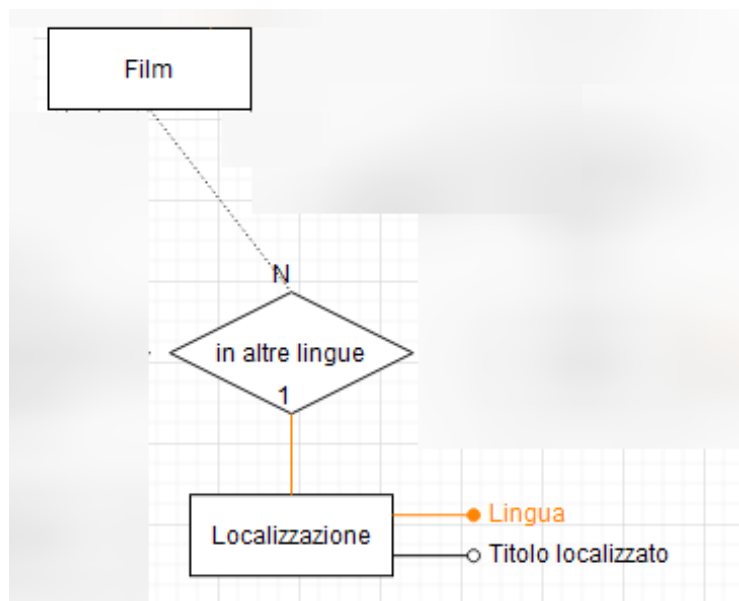 Film
N
in altre lingue
1
Lingua
Localizzazione
Titolo localizzato